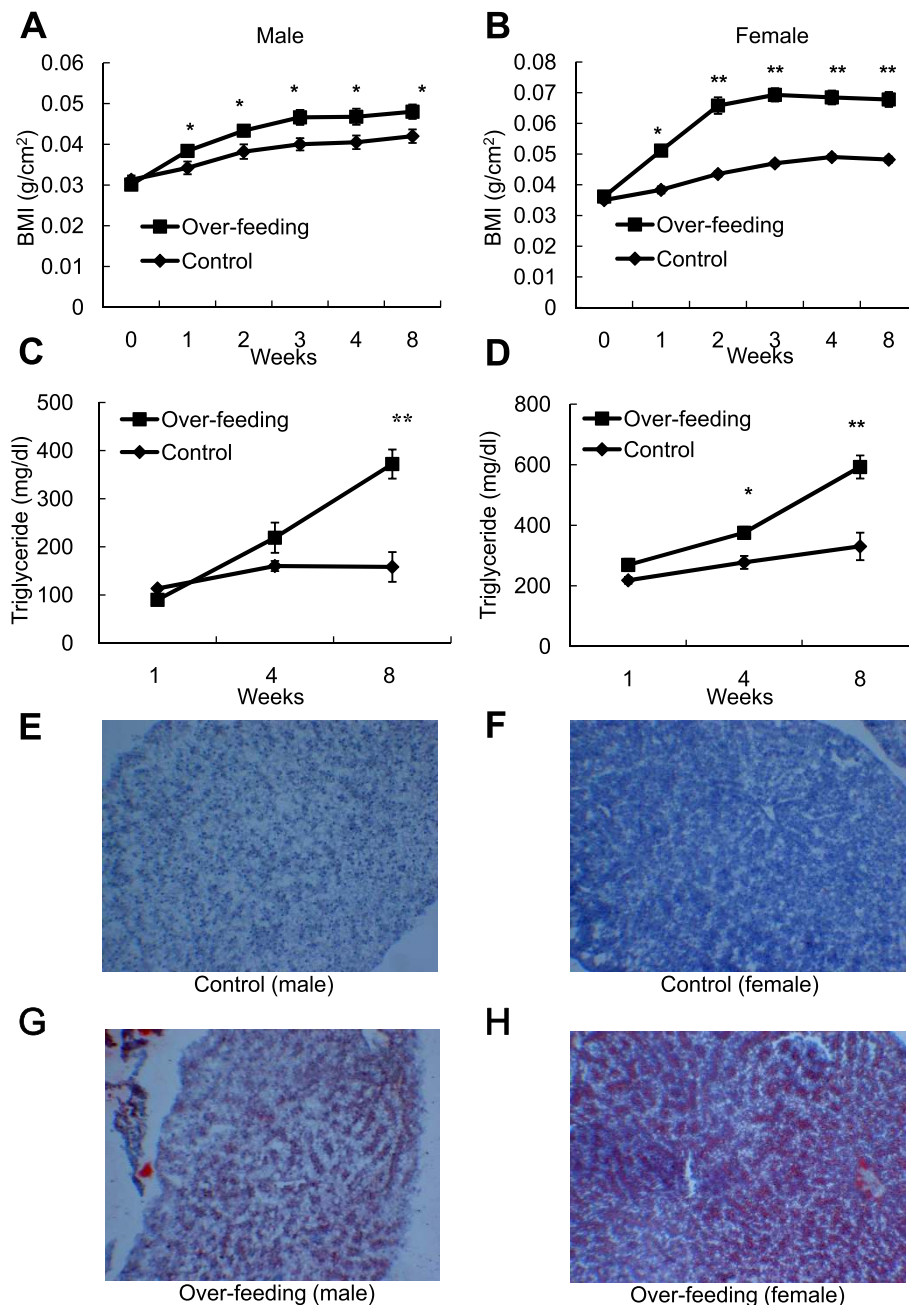 A
Male
BMI (g/cm²)
0.06
0.05
0.04
0.03
0.02
0.01
0
*
*
*
*
*
Over-feeding
Control
0 1 2 3 4 8
Weeks
B
Female
BMI (g/cm²)
0.08
0.07
0.06
0.05
0.04
0.03
0.02
0.01
0
*
**
**
**
**
Over-feeding
Control
0 1 2 3 4 8
Weeks
C
Triglyceride (mg/dl)
500
400
300
200
100
0
Over-feeding
Control
**
1 4 8
Weeks
D
Triglyceride (mg/dl)
800
600
400
200
0
Over-feeding
Control
*
**
1 4 8
Weeks
E
Control (male)
F
Control (female)
G
Over-feeding (male)
H
Over-feeding (female)